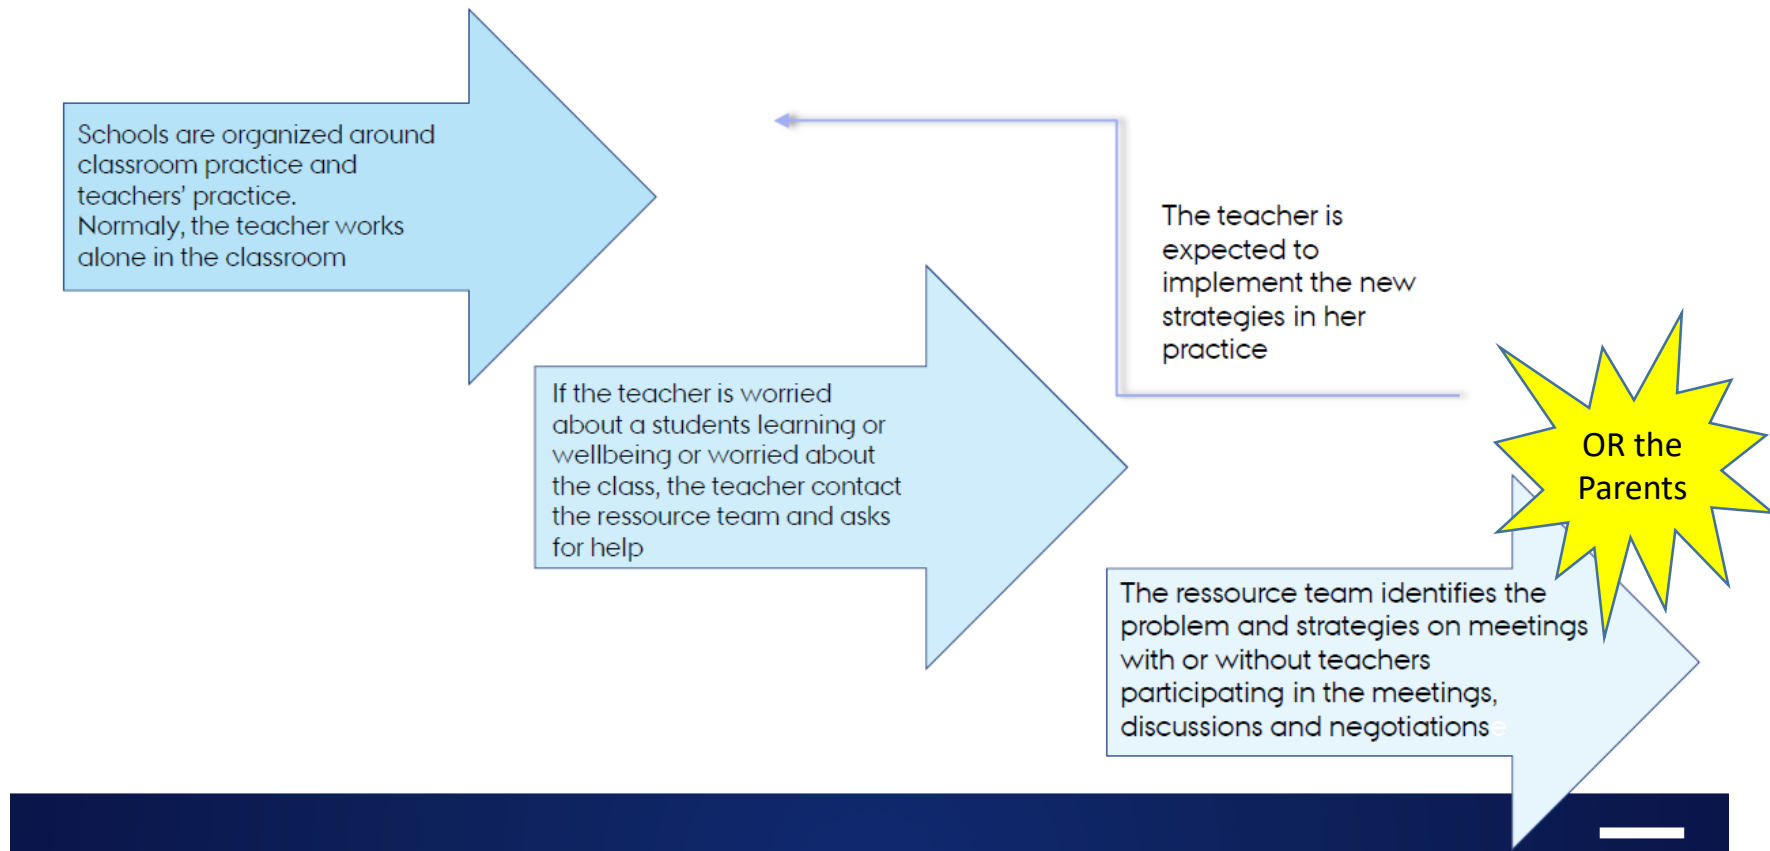 Schools are organized around
classroom practice and
teachers’ practice.
Normaly, the teacher works
alone in the classroom
If the teacher is worried
about a students learning or
wellbeing or worried about
the class, the teacher contact
the ressource team and asks
for help
The teacher is
expected to
implement the new
strategies in her
practice
OR the
Parents
The ressource team identifies the
problem and strategies on meetings
with or without teachers
participating in the meetings,
discussions and negotiationse